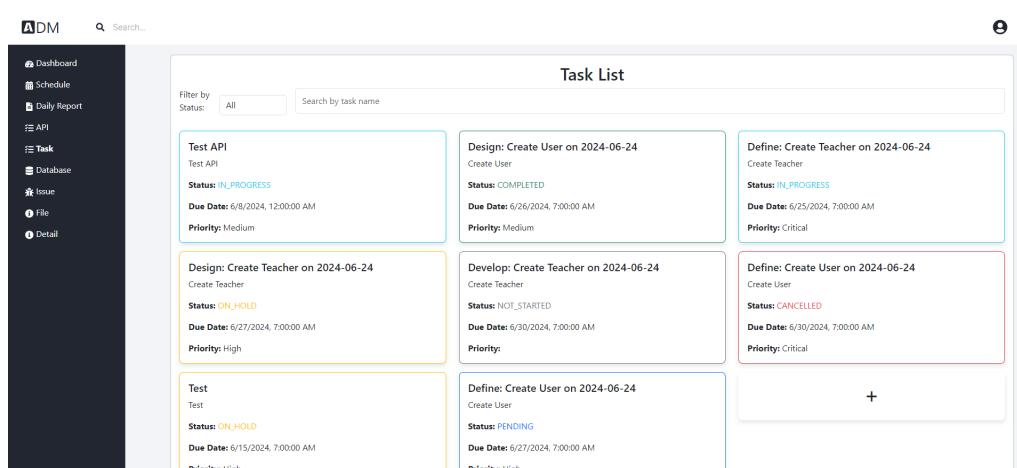 ADM
Search...
Dashboard
Schedule
Daily Report
API
Task
Database
Issue
File
Detail
Task List
Filter by
Status:
All
Search by task name
Test API
Test API
Status: IN_PROGRESS
Due Date: 6/8/2024, 12:00:00 AM
Priority: Medium
Design: Create User on 2024-06-24
Create User
Status: COMPLETED
Due Date: 6/26/2024, 7:00:00 AM
Priority: Medium
Define: Create Teacher on 2024-06-24
Create Teacher
Status: IN_PROGRESS
Due Date: 6/25/2024, 7:00:00 AM
Priority: Critical
Design: Create Teacher on 2024-06-24
Create Teacher
Status: ON_HOLD
Due Date: 6/27/2024, 7:00:00 AM
Priority: High
Develop: Create Teacher on 2024-06-24
Create Teacher
Status: NOT_STARTED
Due Date: 6/30/2024, 7:00:00 AM
Priority:
Define: Create User on 2024-06-24
Create User
Status: CANCELLED
Due Date: 6/30/2024, 7:00:00 AM
Priority: Critical
Test
Test
Status: ON_HOLD
Due Date: 6/15/2024, 7:00:00 AM
Priority: High
Define: Create User on 2024-06-24
Create User
Status: PENDING
Due Date: 6/27/2024, 7:00:00 AM
Priority: High
+